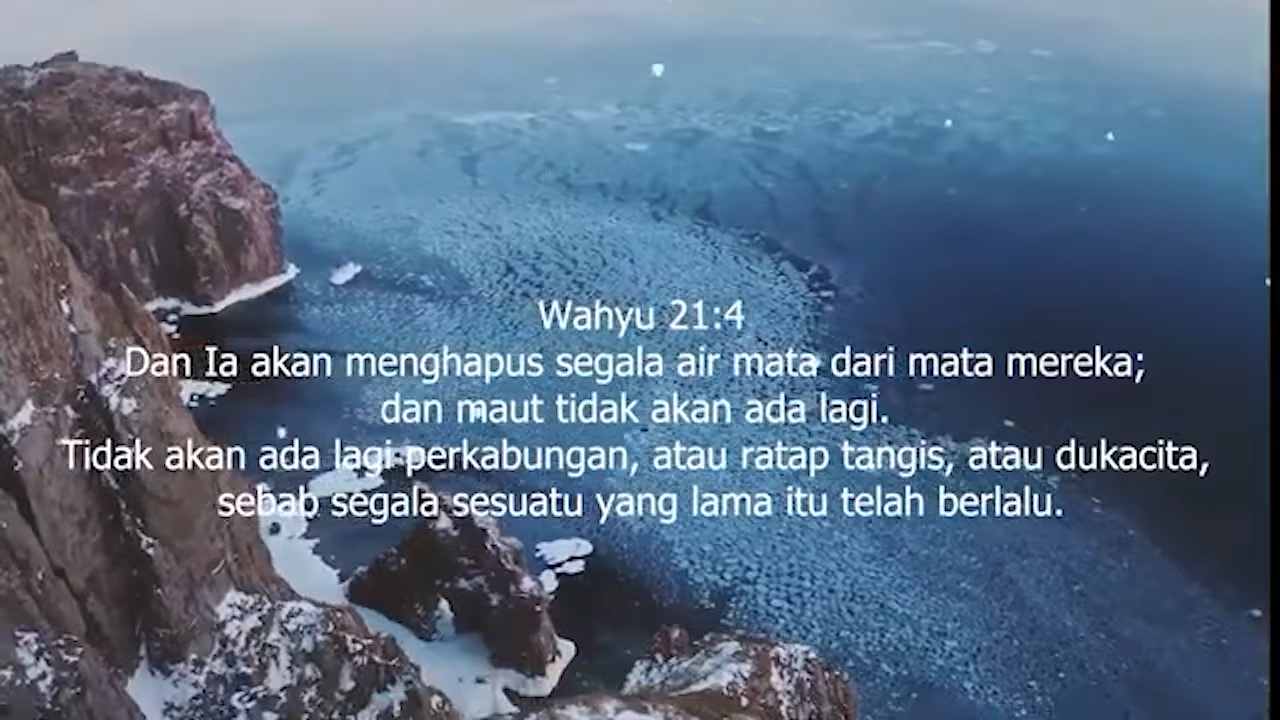 Wahyu 21:4
Dan Ia akan menghapus segala air mata dari mata mereka;
dan maut tidak akan ada lagi.
Tidak akan ada lagi perkabungan, atau ratap tangis, atau dukacita,
sebab segala sesuatu yang lama itu telah berlalu.